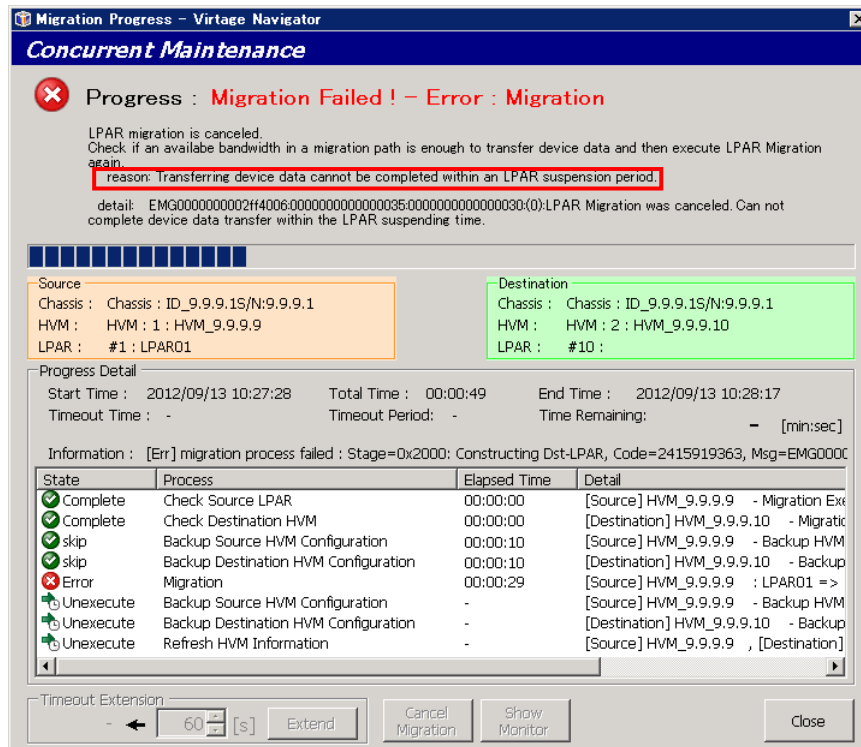 Migration Progress - Virtage Navigator
Concurrent Maintenance
Progress : Migration Failed ! - Error : Migration
LPAR migration is canceled.
Check if an availabe bandwidth in a migration path is enough to transfer device data and then execute LPAR Migration
again.
reason: Transferring device data cannot be completed within an LPAR suspension period.
detail: EMG0000000002ff4006:0000000000000035:0000000000000030:(0):LPAR Migration was canceled. Can not
complete device data transfer within the LPAR suspending time.
Source
Chassis : Chassis : ID_9.9.9.1S/N:9.9.9.1
HVM : HVM : 1 : HVM_9.9.9.9
LPAR : #1 : LPAR01
Destination
Chassis : Chassis : ID_9.9.9.1S/N:9.9.9.1
HVM : HVM : 2 : HVM_9.9.9.10
LPAR : #10 :
Progress Detail
Start Time : 2012/09/13 10:27:28 Total Time : 00:00:49 End Time : 2012/09/13 10:28:17
Timeout Time : - Timeout Period: - Time Remaining: - [min:sec]
Information : [Err] migration process failed : Stage=0x2000: Constructing Dst-LPAR, Code=2415919363, Msg=EMG0000
State Process Elapsed Time Detail
Complete Check Source LPAR 00:00:00 [Source] HVM_9.9.9.9 - Migration Exe
Complete Check Destination HVM 00:00:00 [Destination] HVM_9.9.9.10 - Migratic
skip Backup Source HVM Configuration 00:00:10 [Source] HVM_9.9.9.9 - Backup HVM
skip Backup Destination HVM Configuration 00:00:10 [Destination] HVM_9.9.9.10 - Backup
Error Migration 00:00:29 [Source] HVM_9.9.9.9 : LPAR01 =>
Unexecute Backup Source HVM Configuration - [Source] HVM_9.9.9.9 - Backup HVM
Unexecute Backup Destination HVM Configuration - [Destination] HVM_9.9.9.10 - Backup
Unexecute Refresh HVM Information - [Source] HVM_9.9.9.9 , [Destination]
Timeout Extension
- 60 [s] Extend
Cancel Migration
Show Monitor
Close